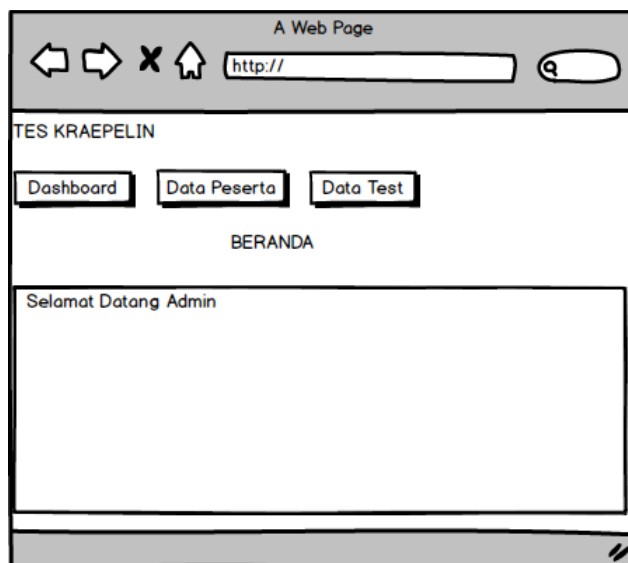 A Web Page
http://
TES KRAEPELIN
Dashboard Data Peserta Data Test
BERANDA
Selamat Datang Admin